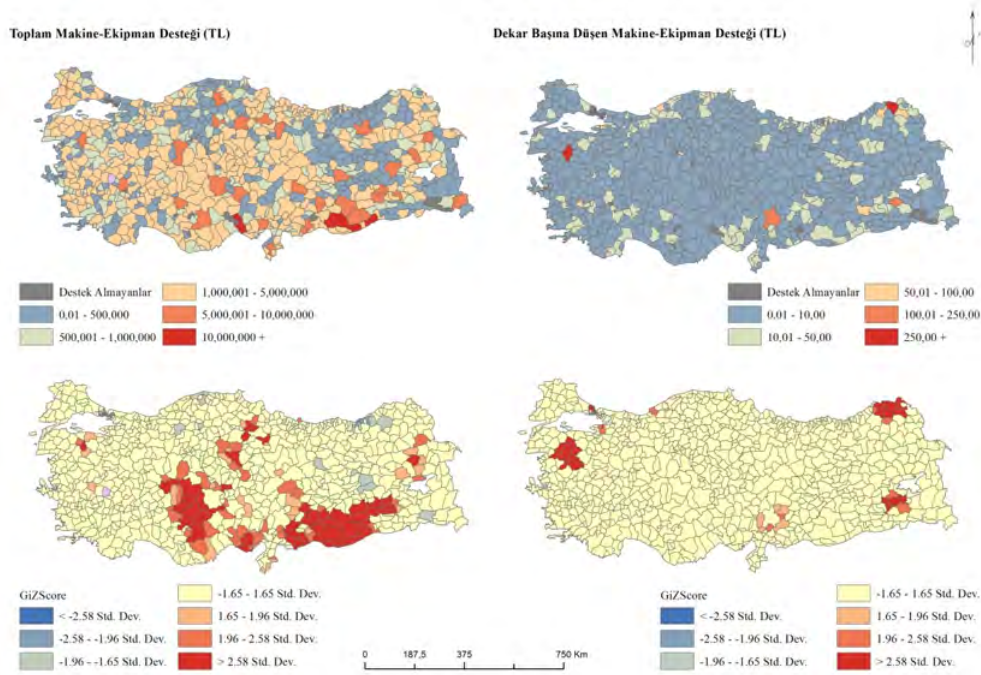 Toplam Makine-Ekipman Desteği (TL)
Dekar Başına Düşen Makine-Ekipman Desteği (TL)
Destek Almayanlar
0,01 - 500,000
500,001 - 1,000,000
1,000,001 - 5,000,000
5,000,001 - 10,000,000
10,000,000 +
Destek Almayanlar
0,01 - 10,00
10,01 - 50,00
50,01 - 100,00
100,01 - 250,00
250,00 +
GiZScore
< -2.58 Std. Dev.
-2.58 - -1.96 Std. Dev.
-1.96 - -1.65 Std. Dev.
-1.65 - 1.65 Std. Dev.
1.65 - 1.96 Std. Dev.
1.96 - 2.58 Std. Dev.
> 2.58 Std. Dev.
0 187,5 375 750 Km
GiZScore
< -2.58 Std. Dev.
-2.58 - -1.96 Std. Dev.
-1.96 - -1.65 Std. Dev.
-1.65 - 1.65 Std. Dev.
1.65 - 1.96 Std. Dev.
1.96 - 2.58 Std. Dev.
> 2.58 Std. Dev.